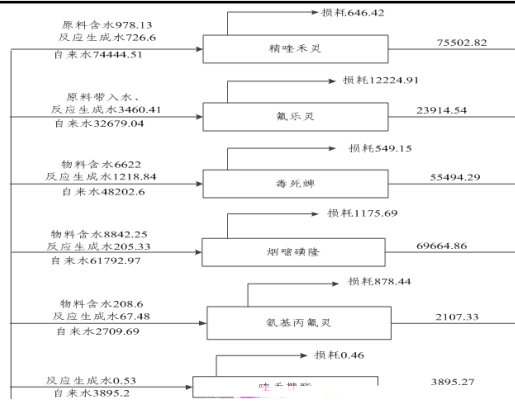 原料含水978.13
反应生成水726.6
自来水74444.51
损耗646.42
精喹禾灵
75502.82
原料带入水、
反应生成水3460.41
自来水32679.04
损耗12224.91
氟乐灵
23914.54
物料含水6622
反应生成水1218.84
自来水48202.6
损耗549.15
毒死蜱
55494.29
物料含水8842.25
反应生成水205.33
自来水61792.97
损耗1175.69
烟嘧磺隆
69664.86
物料含水208.6
反应生成水67.48
自来水2709.69
损耗878.44
氨基丙氟灵
2107.33
反应生成水0.53
自来水3895.2
损耗0.46
3895.27